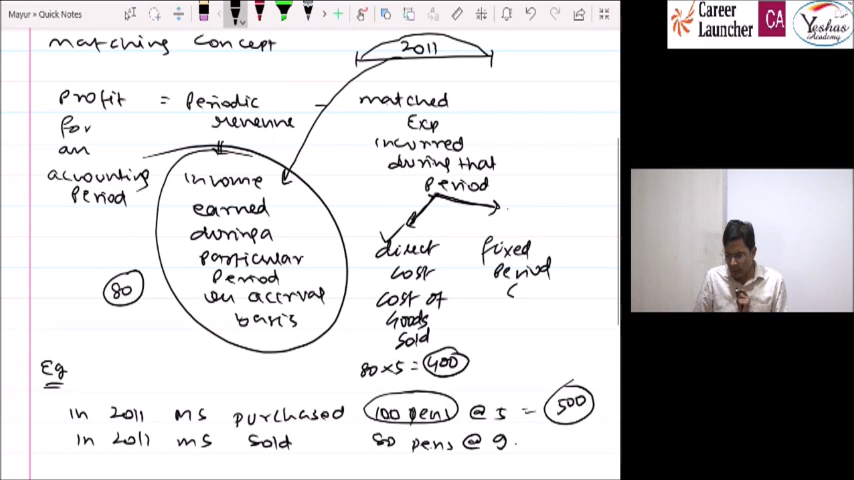 Mayur » Quick Notes
Career
Launcher
CA
Yeshas
Academy
matching concept
2011
Profit = Periodic - matched
for revenue Exp
an incurred
accounting during that
Period period
income
earned
during a
particular
period
on accrual
basis
80
direct
cost
cost of
Goods
Sold
fixed
period
C
80 x 5 = 400
Eg
in 2011 ms purchased 100 pens @ 5 = 500
in 2011 ms sold 80 pens @ 9.